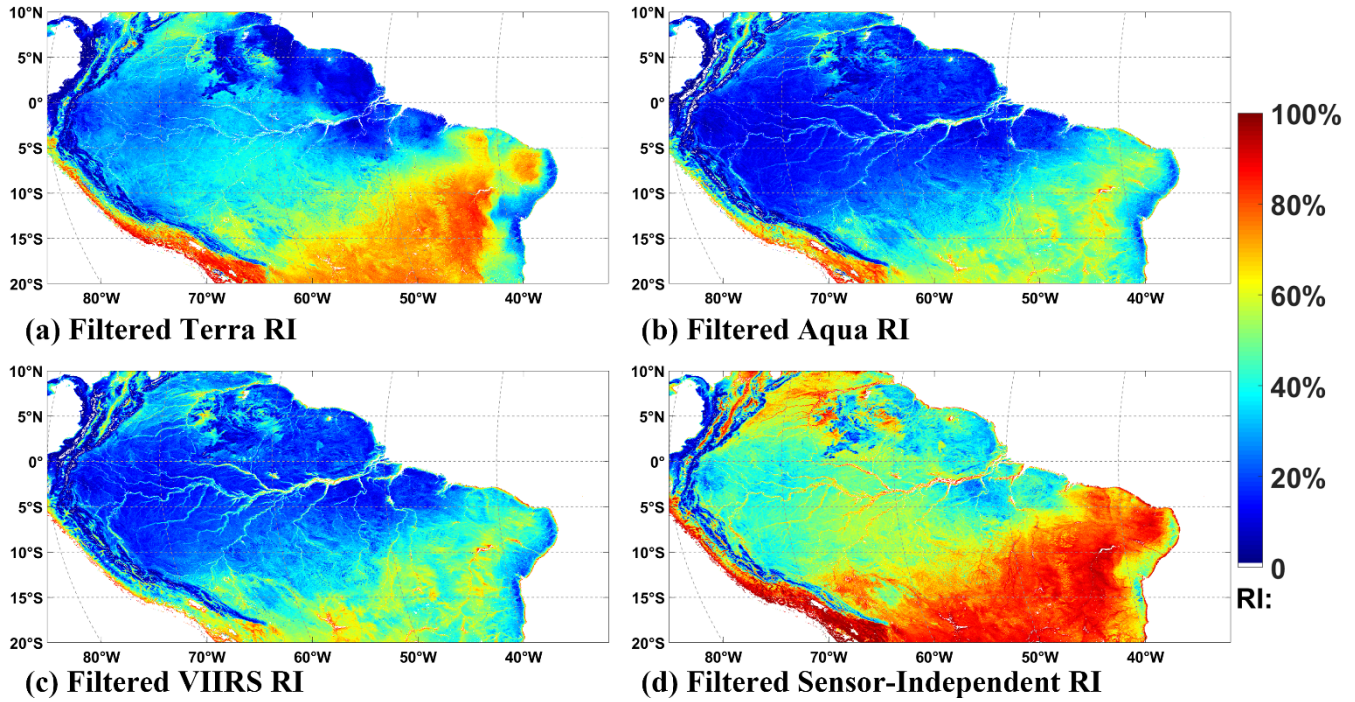 10°N
5°N
0°
5°S
10°S
15°S
20°S
80°W 70°W 60°W 50°W 40°W
(a) Filtered Terra RI
10°N
5°N
0°
5°S
10°S
15°S
20°S
80°W 70°W 60°W 50°W 40°W
(b) Filtered Aqua RI
10°N
5°N
0°
5°S
10°S
15°S
20°S
80°W 70°W 60°W 50°W 40°W
(c) Filtered VIIRS RI
10°N
5°N
0°
5°S
10°S
15°S
20°S
80°W 70°W 60°W 50°W 40°W
(d) Filtered Sensor-Independent RI
100%
80%
60%
40%
20%
0
RI: